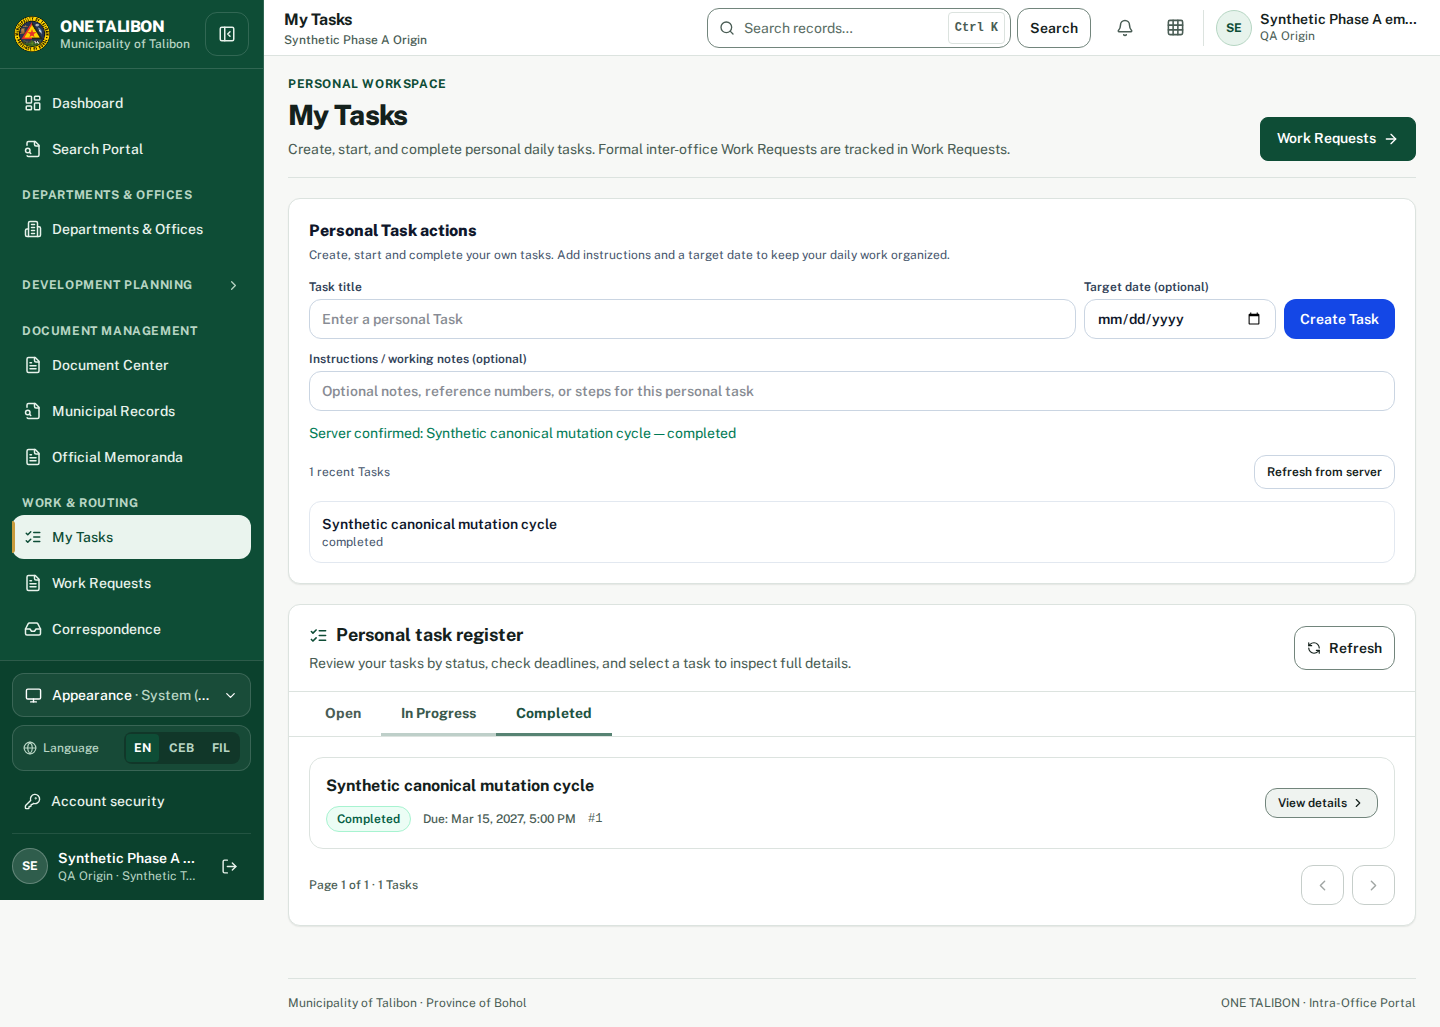 ONE TALIBON
Municipality of Talibon
Dashboard
Search Portal
DEPARTMENTS & OFFICES
Departments & Offices
DEVELOPMENT PLANNING
DOCUMENT MANAGEMENT
Document Center
Municipal Records
Official Memoranda
WORK & ROUTING
My Tasks
Work Requests
Correspondence
Appearance · System (...
Language EN CEB FIL
Account security
SE
Synthetic Phase A ...
QA Origin · Synthetic T...
My Tasks
Synthetic Phase A Origin
Search records... Ctrl K
Search
SE
Synthetic Phase A em...
QA Origin
PERSONAL WORKSPACE
My Tasks
Create, start, and complete personal daily tasks. Formal inter-office Work Requests are tracked in Work Requests.
Work Requests
Personal Task actions
Create, start and complete your own tasks. Add instructions and a target date to keep your daily work organized.
Task title
Target date (optional)
Enter a personal Task
mm/dd/yyyy
Create Task
Instructions / working notes (optional)
Optional notes, reference numbers, or steps for this personal task
Server confirmed: Synthetic canonical mutation cycle — completed
1 recent Tasks
Refresh from server
Synthetic canonical mutation cycle
completed
Personal task register
Review your tasks by status, check deadlines, and select a task to inspect full details.
Refresh
Open In Progress Completed
Synthetic canonical mutation cycle
Completed Due: Mar 15, 2027, 5:00 PM #1
View details
Page 1 of 1 · 1 Tasks
Municipality of Talibon · Province of Bohol
ONE TALIBON · Intra-Office Portal